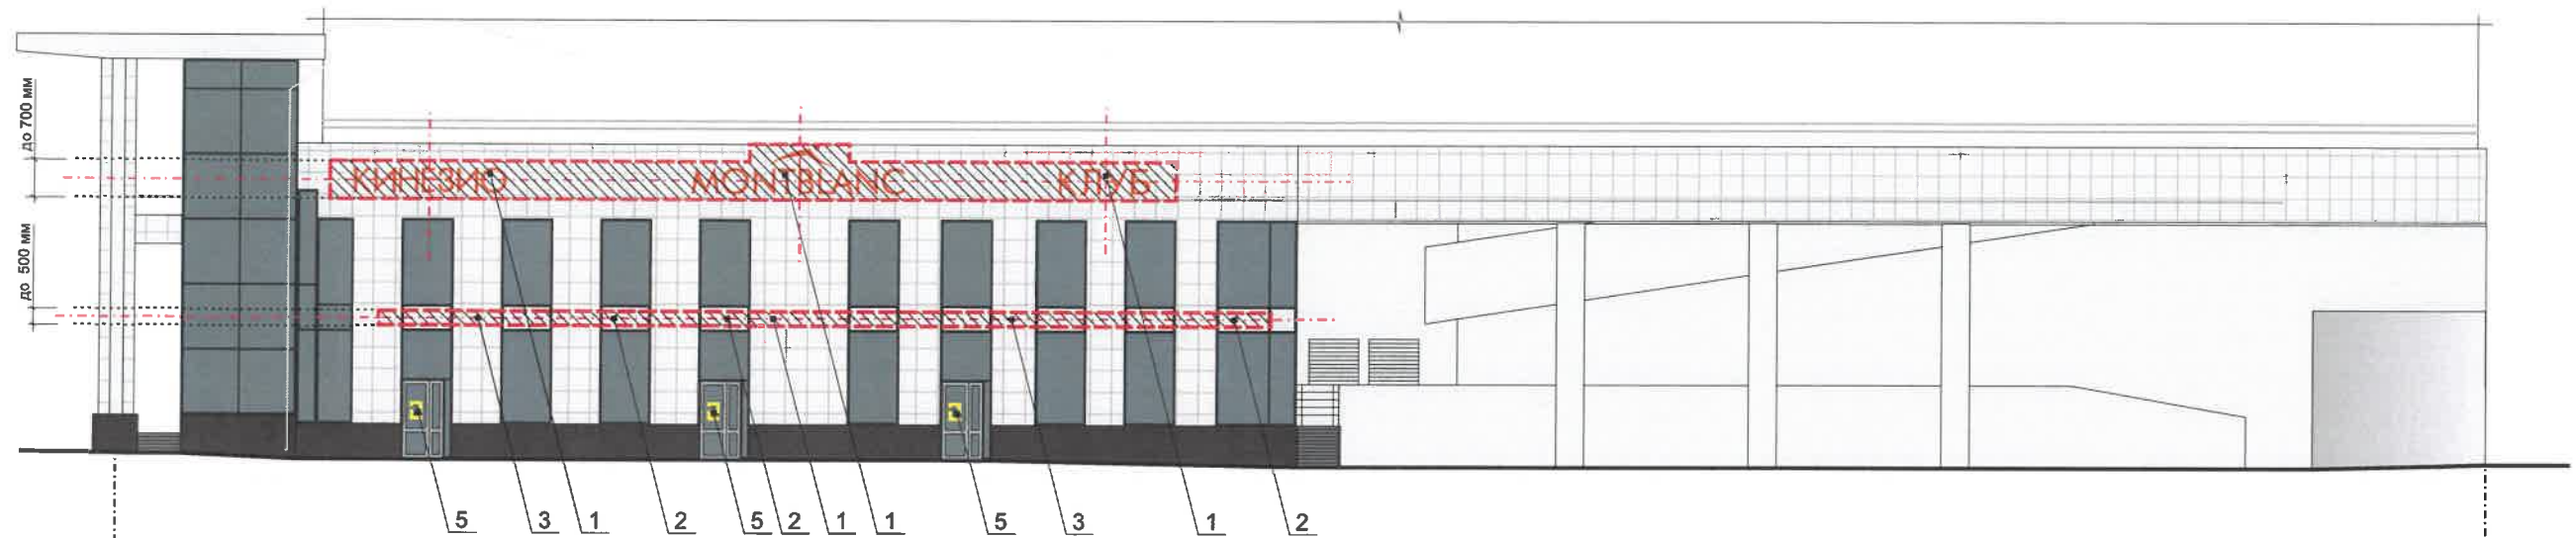 до 700 мм
КИНЕЗИО
MONTBLANC
КЛУБ
до 500 мм
5 3 1 2 5 2 1 1 5 3 1 2